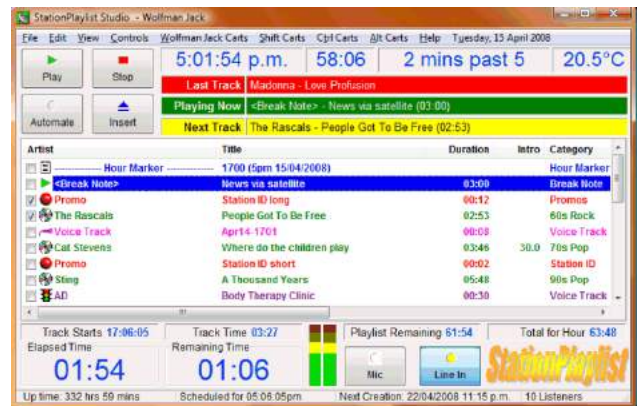 StationPlaylist Studio - Wolfman Jack
File Edit View Controls Wolfman Jack Carts Shift Carts Ctrl Carts Alt Carts Help Tuesday, 15 April 2008
Play Stop 5:01:54 p.m. 58:06 2 mins past 5 20.5°C
Last Track Madonna - Love Profusion
Automate Insert Playing Now <Break Note> - News via satellite (03:00)
Next Track The Rascals - People Got To Be Free (02:53)
Artist Title Duration Intro Category
Hour Marker 1700 (5pm 15/04/2008) Hour Marker
<Break Note> News via satellite 03:00 Break Note
Promo Station ID long 00:12 Promos
The Rascals People Got To Be Free 02:53 60s Rock
Voice Track Apr14-1701 00:08 Voice Track
Cat Stevens Where do the children play 03:46 30.0 70s Pop
Promo Station ID short 00:02 Station ID
Sting A Thousand Years 05:48 90s Pop
AD Body Therapy Clinic 00:30 Voice Track
Track Starts 17:06:05 Track Time 03:27 Playlist Remaining 61:54 Total for Hour 63:48
Elapsed Time Remaining Time
01:54 01:06 Mic Line In StationPlaylist
Up time: 332 hrs 59 mins Scheduled for 05:06:05pm Next Creation: 22/04/2008 11:15 p.m. 10 Listeners